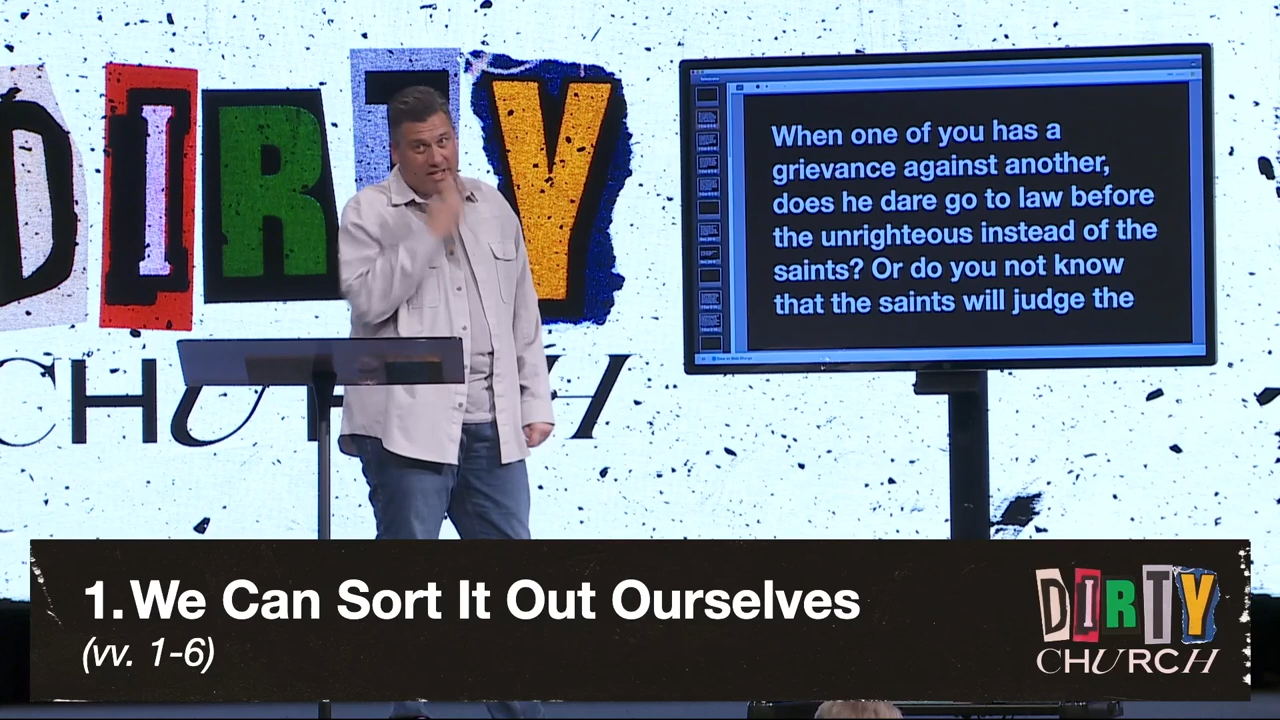 DIRTY
CHURCH
When one of you has a
grievance against another,
does he dare go to law before
the unrighteous instead of the
saints? Or do you not know
that the saints will judge the
1. We Can Sort It Out Ourselves
(vv. 1-6)
DIRTY
CHURCH